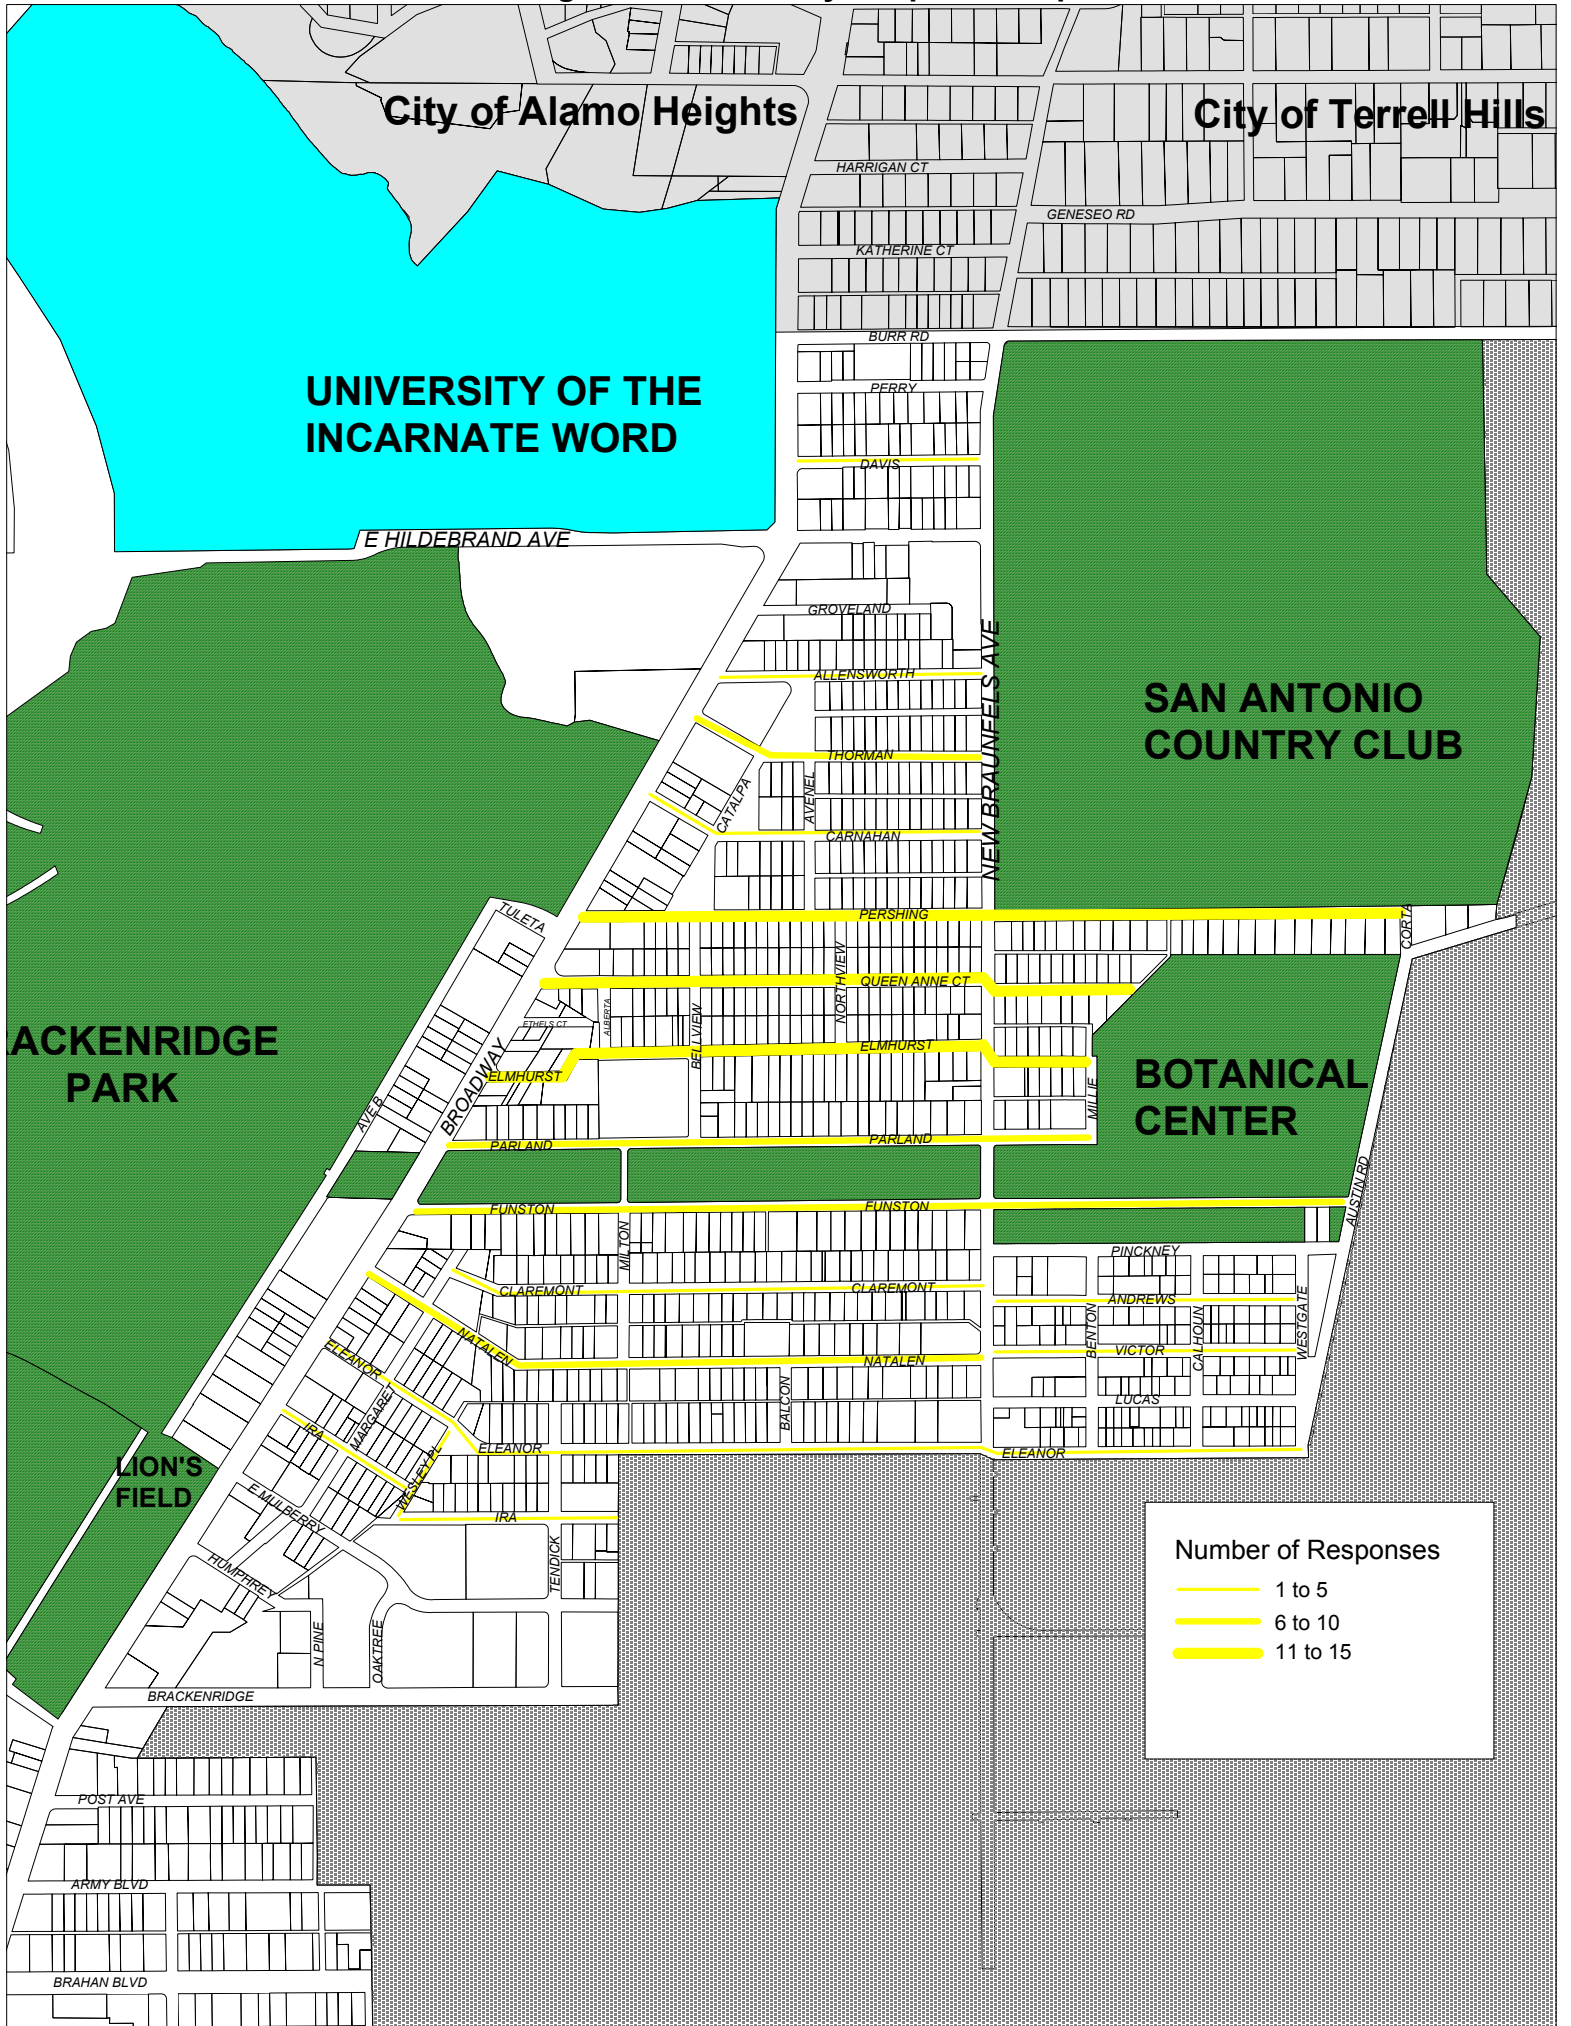 City of Alamo Heights
City of Terrell Hills
HARRIGAN CT
GENESEO RD
KATHERINE CT
BURR RD
UNIVERSITY OF THE
INCARNATE WORD
PERRY
DAVIS
E HILDEBRAND AVE
GROVELAND
NEW BRAUNFELS AVE
ALLENSWORTH
SAN ANTONIO
COUNTRY CLUB
THORMAN
CATALPA
AVENEL
CARNAHAN
TULETA
PERSHING
CORTA
NORTHVIEW
QUEEN ANNE CT
ALBERTA
BELLVIEW
ETHELS CT
RACKENRIDGE
PARK
BROADWAY
ELMHURST
ELMHURST
BOTANICAL
CENTER
MILLIE
AVE B
PARLAND
PARLAND
AUSTIN RD
FUNSTON
FUNSTON
MILTON
PINCKNEY
CLAREMONT
CLAREMONT
ANDREWS
BENTON
CALHOUN
WESTGATE
NATALEN
NATALEN
VICTOR
ELEANOR
MARGARET
BALCON
LUCAS
IRA
ELEANOR
ELEANOR
WESLEY PL
LION'S
FIELD
E MULBERRY
IRA
TENDICK
HUMPHREY
N PINE
OAKTREE
BRACKENRIDGE
Number of Responses
1 to 5
6 to 10
11 to 15
POST AVE
ARMY BLVD
BRAHAN BLVD